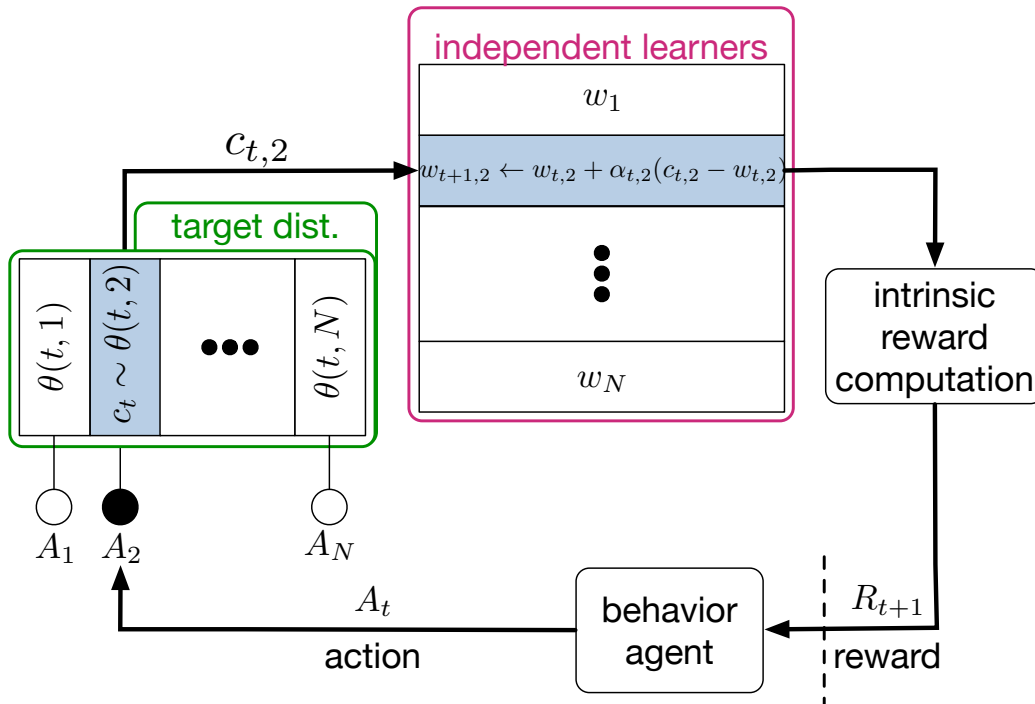 independent learners
w_1
c_{t,2}
w_{t+1,2} ← w_{t,2} + α_{t,2}(c_{t,2} − w_{t,2})
target dist.
θ(t, 1)
c_t ∼ θ(t, 2)
•••
θ(t, N)
w_N
intrinsic
reward
computation
A_1
A_2
A_N
A_t
action
behavior
agent
R_{t+1}
reward